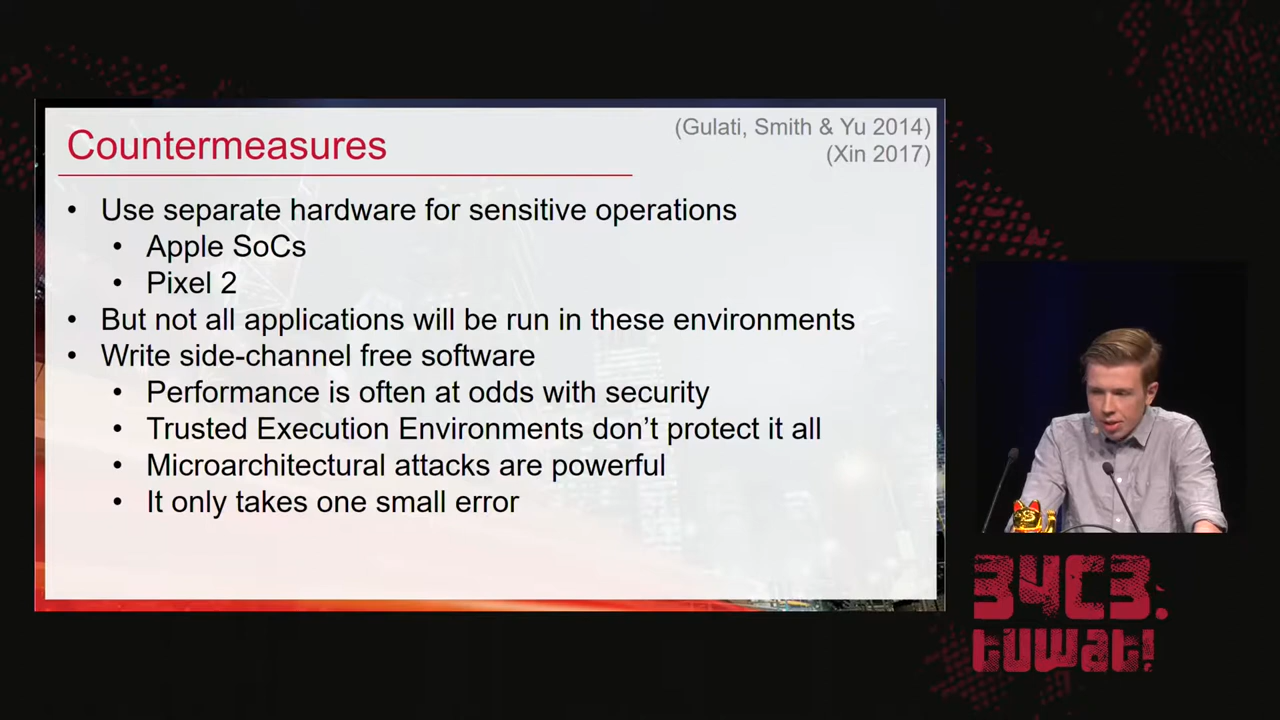 Countermeasures
(Gulati, Smith & Yu 2014)
(Xin 2017)
• Use separate hardware for sensitive operations
• Apple SoCs
• Pixel 2
• But not all applications will be run in these environments
• Write side-channel free software
• Performance is often at odds with security
• Trusted Execution Environments don’t protect it all
• Microarchitectural attacks are powerful
• It only takes one small error
34C3.
tuwat!